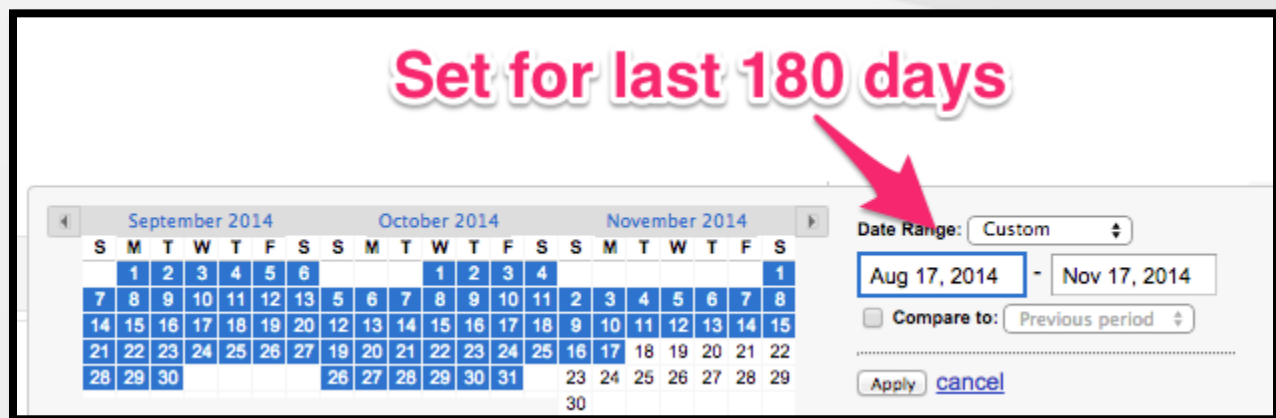 Set for last 180 days
September 2014 October 2014 November 2014
S M T W T F S S M T W T F S S M T W T F S
1 2 3 4 5 6 1 2 3 4 1
7 8 9 10 11 12 13 5 6 7 8 9 10 11 2 3 4 5 6 7 8
14 15 16 17 18 19 20 12 13 14 15 16 17 18 9 10 11 12 13 14 15
21 22 23 24 25 26 27 19 20 21 22 23 24 25 16 17 18 19 20 21 22
28 29 30 26 27 28 29 30 31 23 24 25 26 27 28 29
30
Date Range: Custom
Aug 17, 2014 - Nov 17, 2014
Compare to: Previous period
Apply cancel